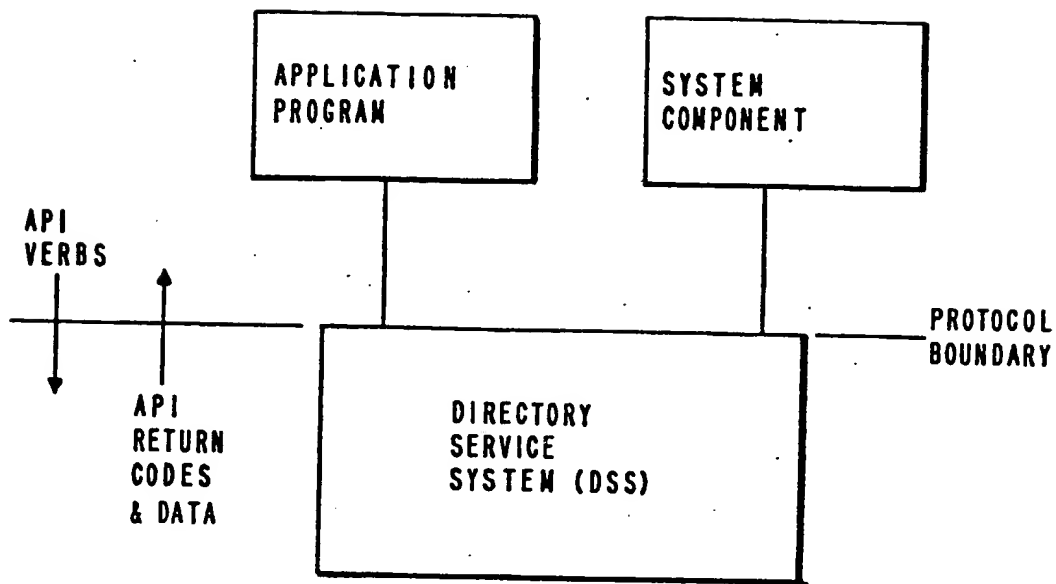 APPLICATION
PROGRAM
SYSTEM
COMPONENT
API
VERBS
PROTOCOL
BOUNDARY
API
RETURN
CODES
& DATA
DIRECTORY
SERVICE
SYSTEM (DSS)